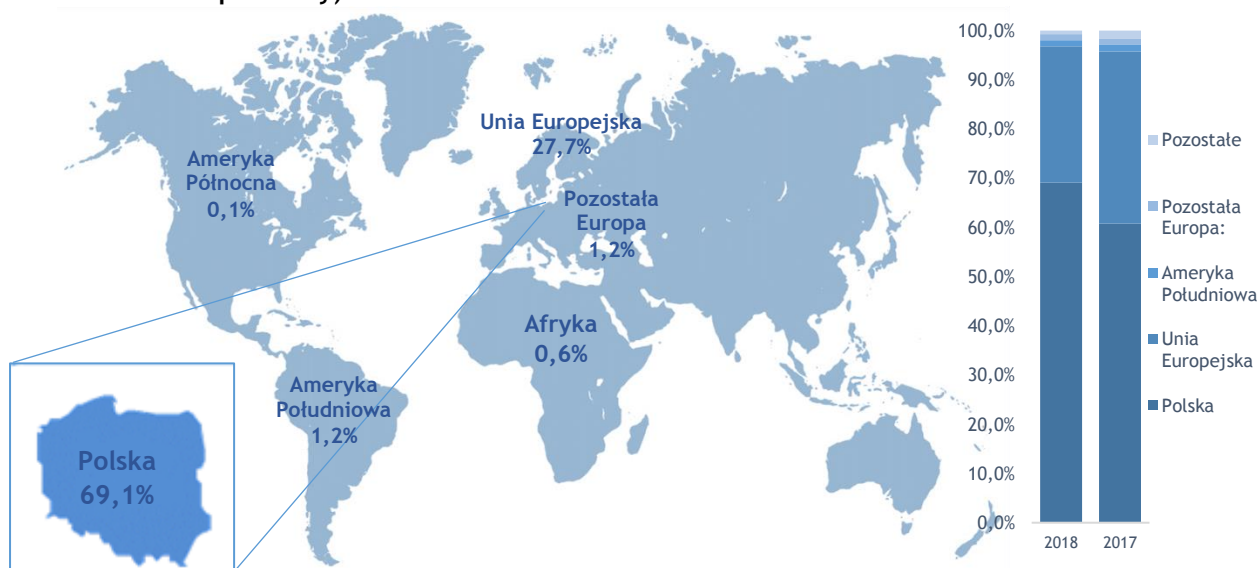 Unia Europejska
27,7%
Ameryka
Północna
0,1%
Pozostała
Europa
1,2%
Afryka
0,6%
Ameryka
Południowa
1,2%
Polska
69,1%
100,0%
90,0%
80,0%
70,0%
60,0%
50,0%
40,0%
30,0%
20,0%
10,0%
0,0%
2018 2017
Pozostałe
Pozostała
Europa:
Ameryka
Południowa
Unia
Europejska
Polska